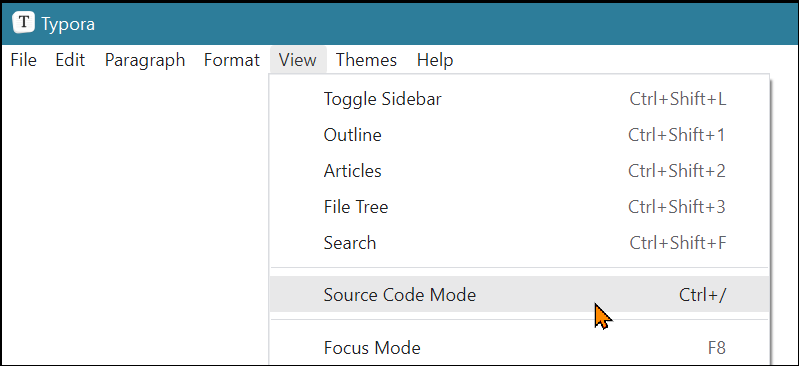 T Typora
File Edit Paragraph Format View Themes Help
Toggle Sidebar Ctrl+Shift+L
Outline Ctrl+Shift+1
Articles Ctrl+Shift+2
File Tree Ctrl+Shift+3
Search Ctrl+Shift+F
Source Code Mode Ctrl+/
Focus Mode F8